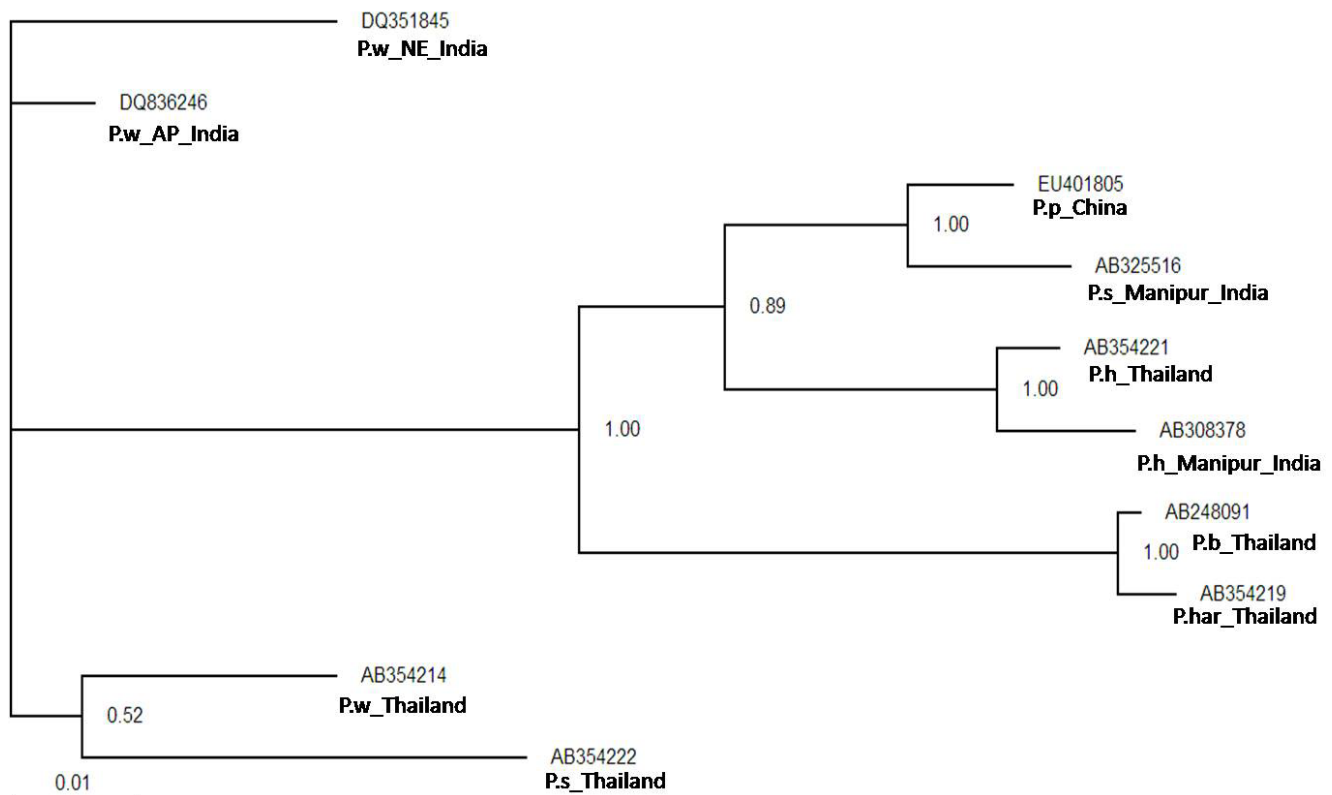 DQ351845
P.w_NE_India
DQ836246
P.w_AP_India
EU401805
P.p_China
1.00
AB325516
P.s_Manipur_India
0.89
AB354221
P.h_Thailand
1.00
AB308378
P.h_Manipur_India
1.00
AB248091
P.b_Thailand
1.00
AB354219
P.har_Thailand
AB354214
P.w_Thailand
0.52
AB354222
P.s_Thailand
0.01